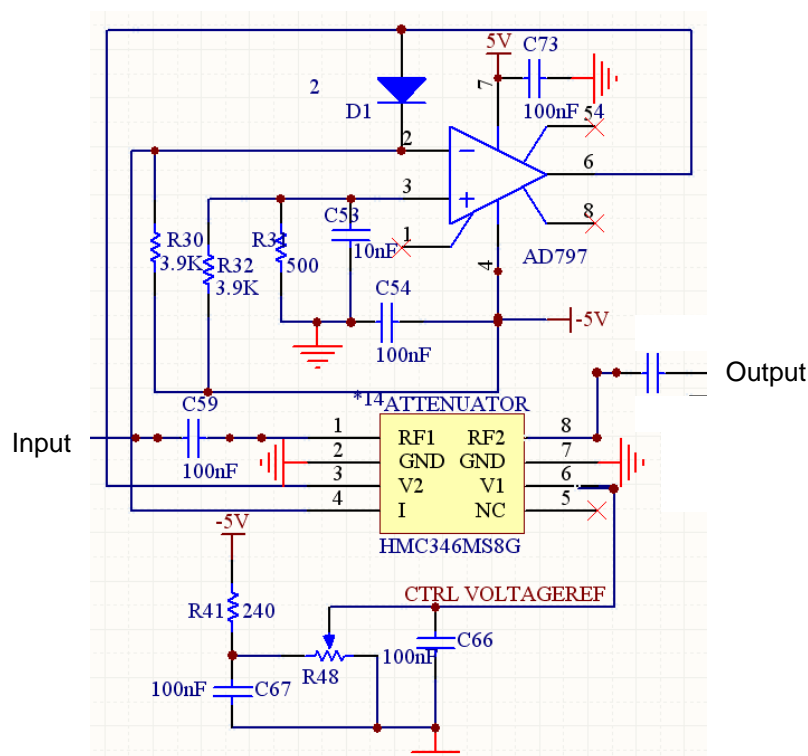 5V
C73
100nF
7
5
4
2
D1
2
3
6
C53
10nF
1
8
R30
3.9K
R32
3.9K
R31
500
C54
100nF
4
AD797
-5V
Output
*14
ATTENUATOR
C59
100nF
Input
1 RF1 RF2 8
2 GND GND 7
3 V2 V1 6
4 I NC 5
HMC346MS8G
-5V
CTRL VOLTAGEREF
R41
240
C66
100nF
R48
100nF
C67